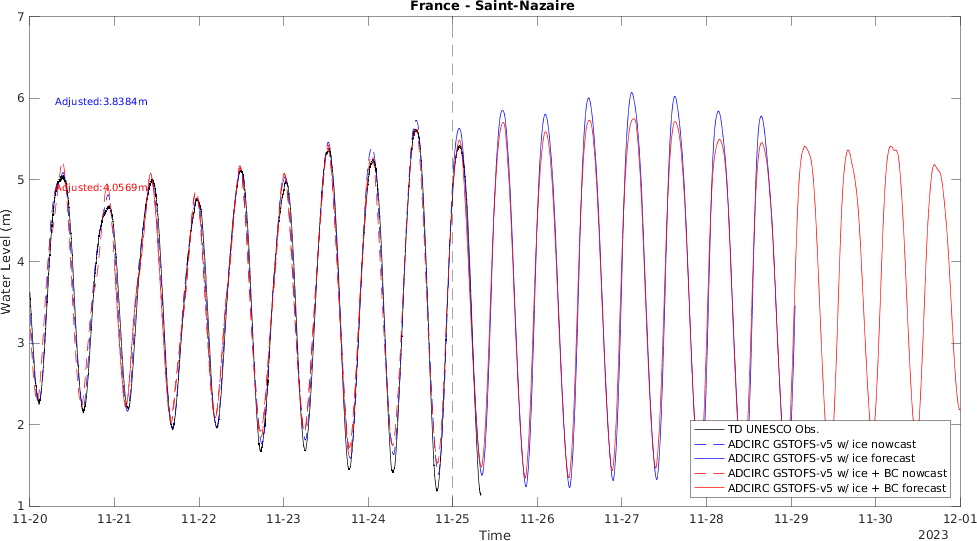 France - Saint-Nazaire
7
6
5
4
3
2
1
Water Level (m)
Adjusted:3.8384m
Adjusted:4.0569m
TD UNESCO Obs.
ADCIRC GSTOFS-v5 w/ ice nowcast
ADCIRC GSTOFS-v5 w/ ice forecast
ADCIRC GSTOFS-v5 w/ ice + BC nowcast
ADCIRC GSTOFS-v5 w/ ice + BC forecast
11-20 11-21 11-22 11-23 11-24 11-25 11-26 11-27 11-28 11-29 11-30 12-01
Time
2023